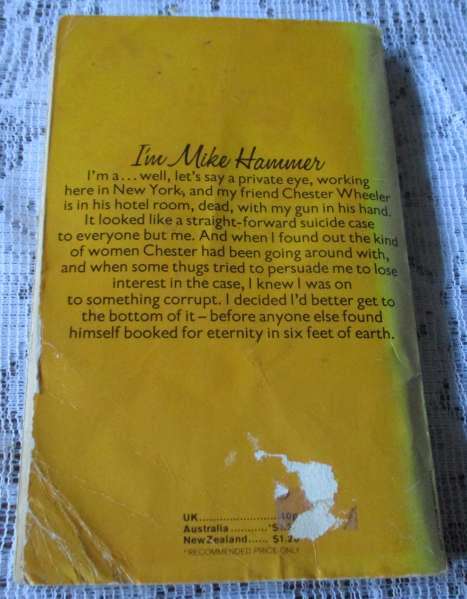 I'm Mike Hammer
I'm a... well, let's say a private eye, working
here in New York, and my friend Chester Wheeler
is in his hotel room, dead, with my gun in his hand.
It looked like a straight-forward suicide case
to everyone but me. And when I found out the kind
of women Chester had been going around with,
and when some thugs tried to persuade me to lose
interest in the case, I knew I was on
to something corrupt. I decided I'd better get to
the bottom of it – before anyone else found
himself booked for eternity in six feet of earth.
UK
Australia
NewZealand...... $1.20
*RECOMMENDED PRICE ONLY